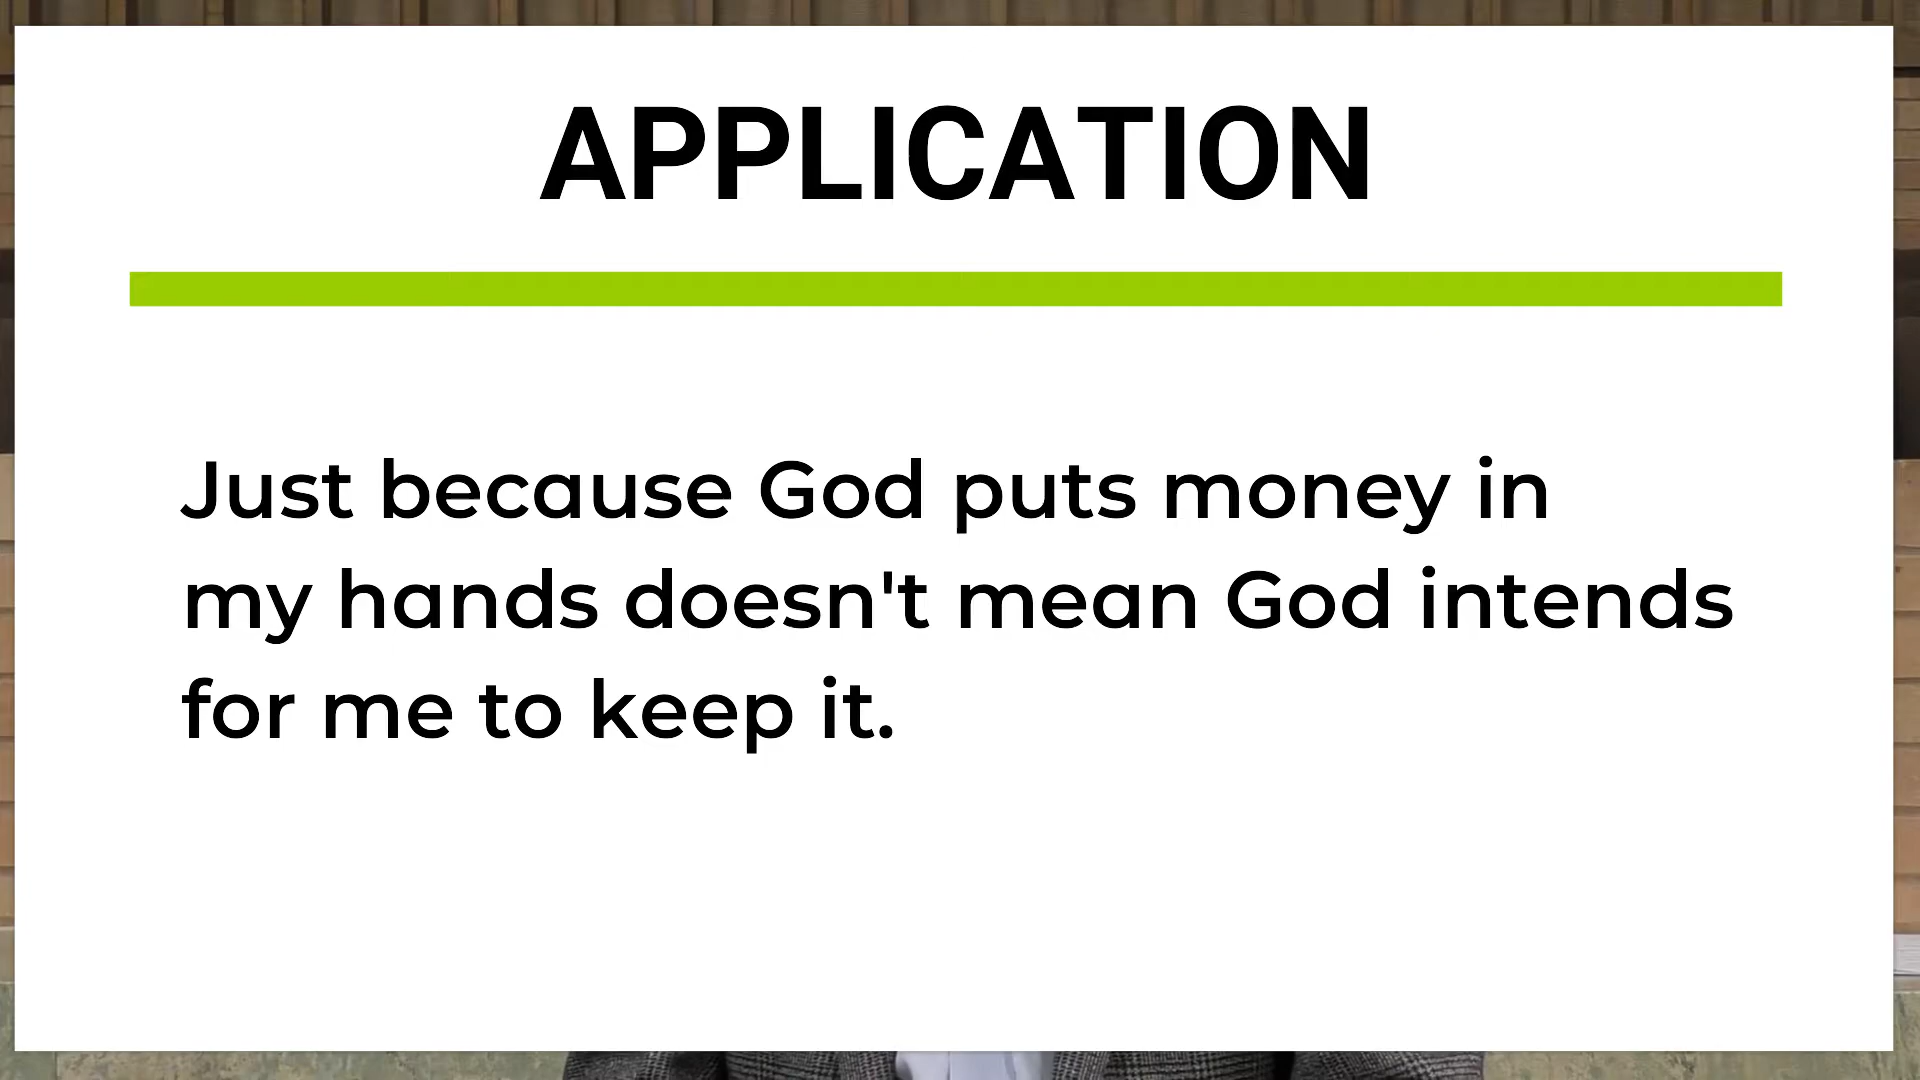 APPLICATION
Just because God puts money in
my hands doesn't mean God intends
for me to keep it.